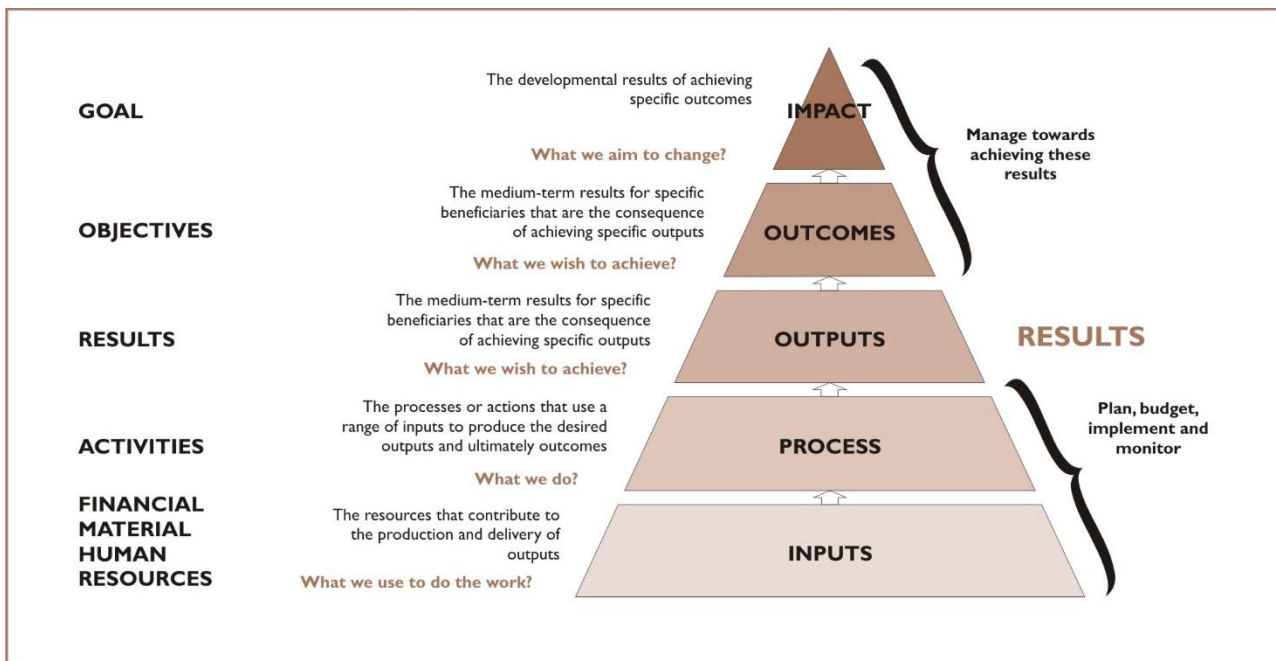 GOAL
The developmental results of achieving
specific outcomes
What we aim to change?
IMPACT
Manage towards
achieving these
results
OBJECTIVES
The medium-term results for specific
beneficiaries that are the consequence
of achieving specific outputs
What we wish to achieve?
OUTCOMES
RESULTS
The medium-term results for specific
beneficiaries that are the consequence
of achieving specific outputs
What we wish to achieve?
OUTPUTS
RESULTS
ACTIVITIES
The processes or actions that use a
range of inputs to produce the desired
outputs and ultimately outcomes
What we do?
PROCESS
Plan, budget,
implement and
monitor
FINANCIAL
MATERIAL
HUMAN
RESOURCES
The resources that contribute to
the production and delivery of
outputs
What we use to do the work?
INPUTS